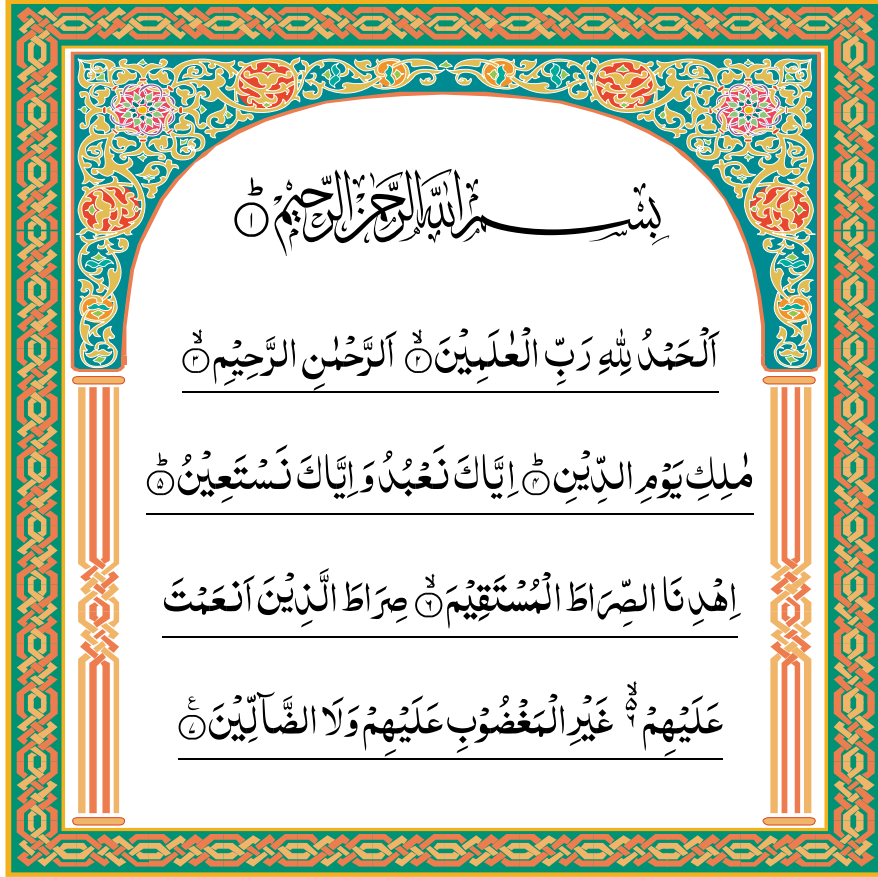 بِسْمِ اللّٰهِ الرَّحْمٰنِ الرَّحِيْمِ ؕ۝۱
اَلْحَمْدُ لِلّٰهِ رَبِّ الْعٰلَمِيْنَ ۙ۝۲ اَلرَّحْمٰنِ الرَّحِيْمِ ۙ۝۳
مٰلِكِ يَوْمِ الدِّيْنِ ؕ۝۴ اِيَّاكَ نَعْبُدُ وَ اِيَّاكَ نَسْتَعِيْنُ ؕ۝۵
اِهْدِنَا الصِّرَاطَ الْمُسْتَقِيْمَ ۙ۝۶ صِرَاطَ الَّذِيْنَ اَنْعَمْتَ
عَلَيْهِمْ ۙ۬ۦ غَيْرِ الْمَغْضُوْبِ عَلَيْهِمْ وَلَا الضَّآلِّيْنَ ۧ۝۷